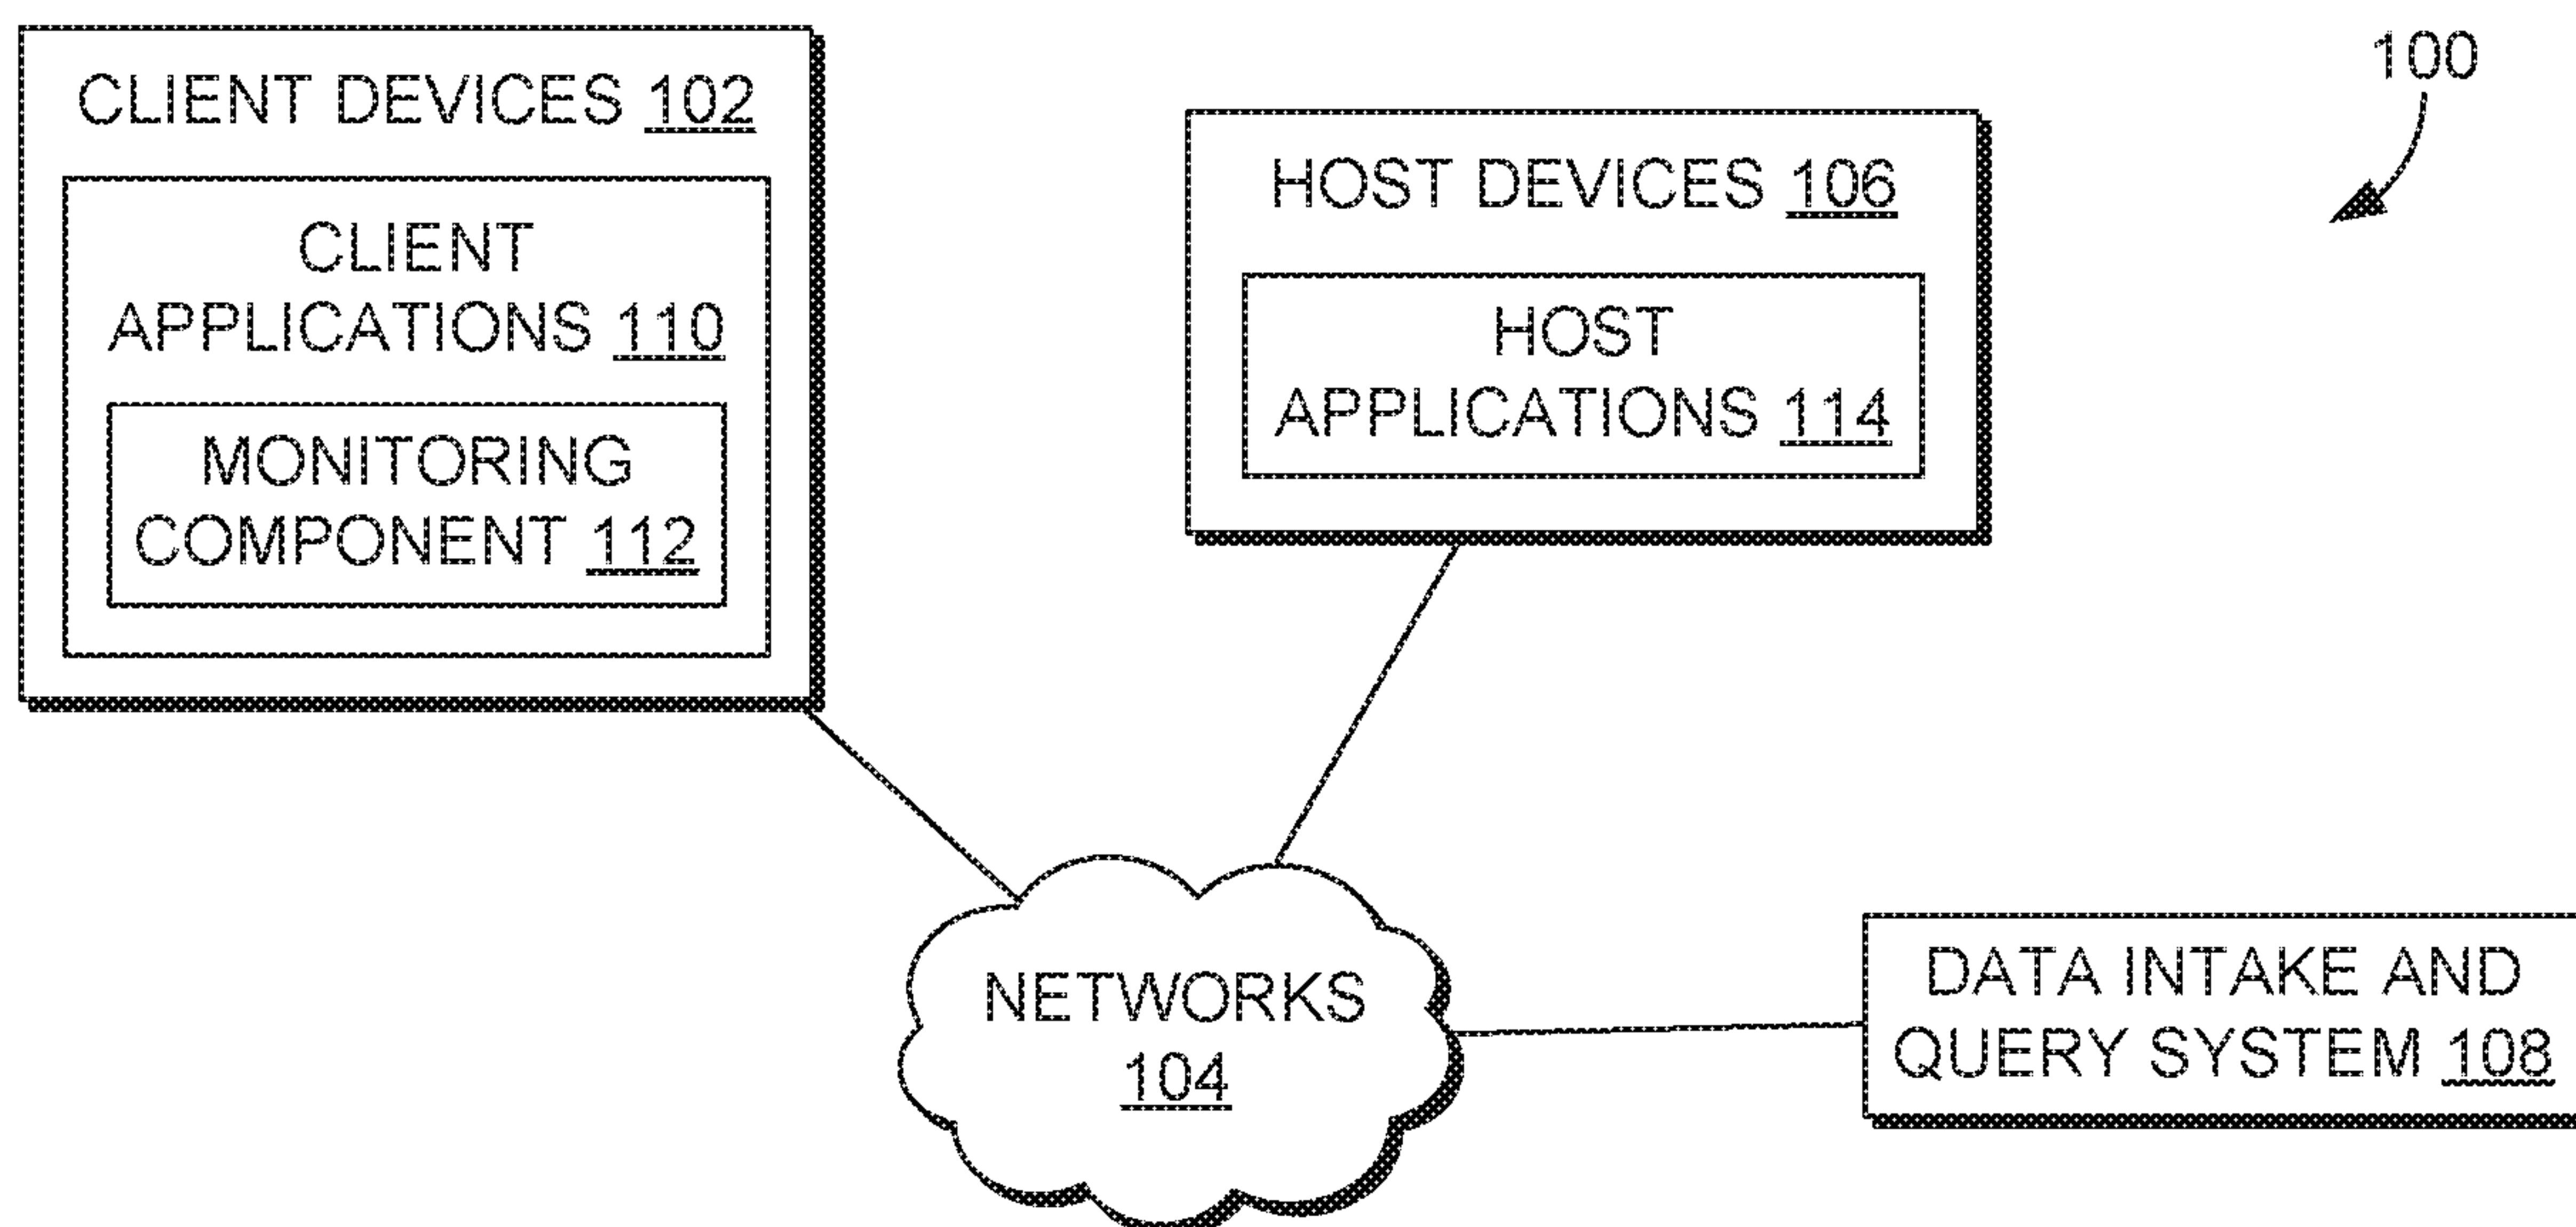 CLIENT DEVICES 102
CLIENT
APPLICATIONS 110
MONITORING
COMPONENT 112
HOST DEVICES 106
HOST
APPLICATIONS 114
100
NETWORKS
104
DATA INTAKE AND
QUERY SYSTEM 108